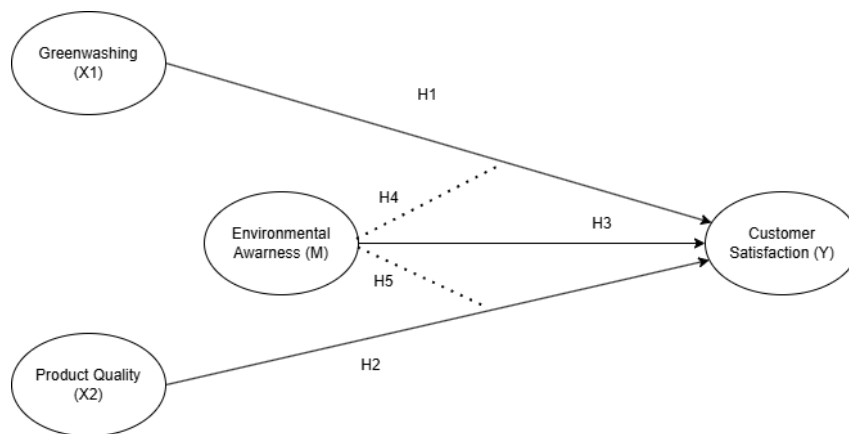 Greenwashing
(X1)
H1
H4
Environmental
Awarness (M)
H3
Customer
Satisfaction (Y)
H5
Product Quality
(X2)
H2